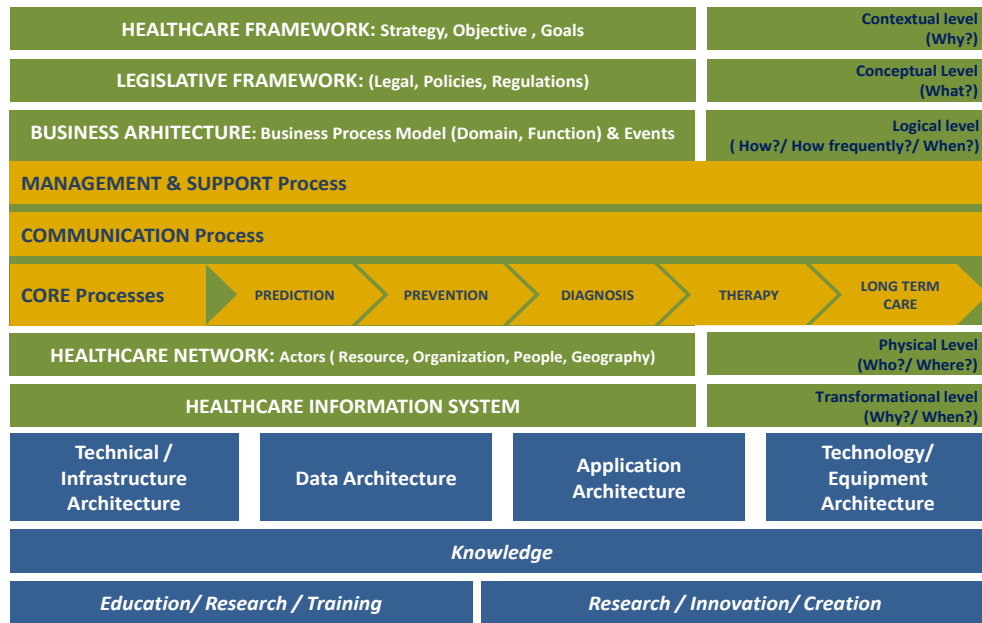 HEALTHCARE FRAMEWORK: Strategy, Objective , Goals
Contextual level
(Why?)
LEGISLATIVE FRAMEWORK: (Legal, Policies, Regulations)
Conceptual Level
(What?)
BUSINESS ARHITECTURE: Business Process Model (Domain, Function) & Events
Logical level
( How?/ How frequently?/ When?)
MANAGEMENT & SUPPORT Process
COMMUNICATION Process
CORE Processes
PREDICTION
PREVENTION
DIAGNOSIS
THERAPY
LONG TERM
CARE
HEALTHCARE NETWORK: Actors ( Resource, Organization, People, Geography)
Physical Level
(Who?/ Where?)
HEALTHCARE INFORMATION SYSTEM
Transformational level
(Why?/ When?)
Technical /
Infrastructure
Architecture
Data Architecture
Application
Architecture
Technology/
Equipment
Architecture
Knowledge
Education/ Research / Training
Research / Innovation/ Creation